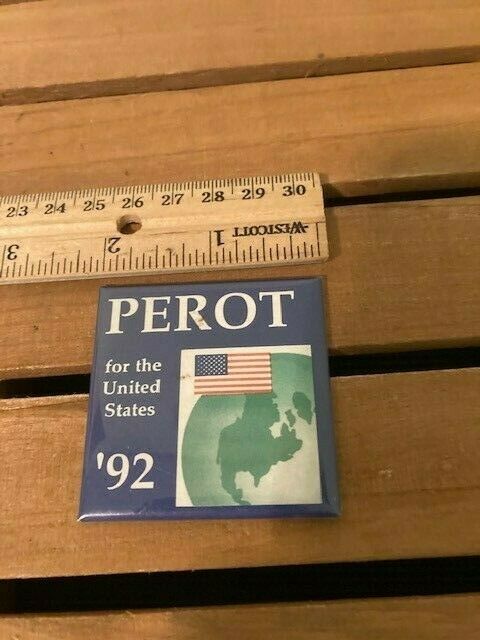 23 24 25 26 27 28 29 30
3 2 1
WESTCOTT
PEROT
for the
United
States
'92